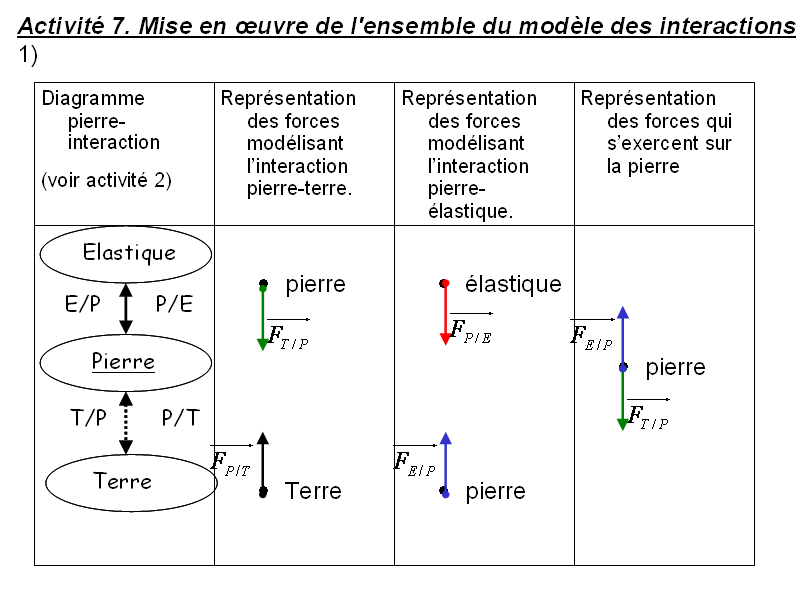 Activité 7. Mise en œuvre de l'ensemble du modèle des interactions
1)
Diagramme
pierre-
interaction
(voir activité 2)
Représentation
des forces
modélisant
l'interaction
pierre-terre.
Représentation
des forces
modélisant
l'interaction
pierre-
élastique.
Représentation
des forces qui
s'exercent sur
la pierre
Elastique
E/P P/E
Pierre
T/P P/T
Terre
pierre
F T/P
F P/T
Terre
élastique
F P/E
F E/P
pierre
F E/P
pierre
F T/P